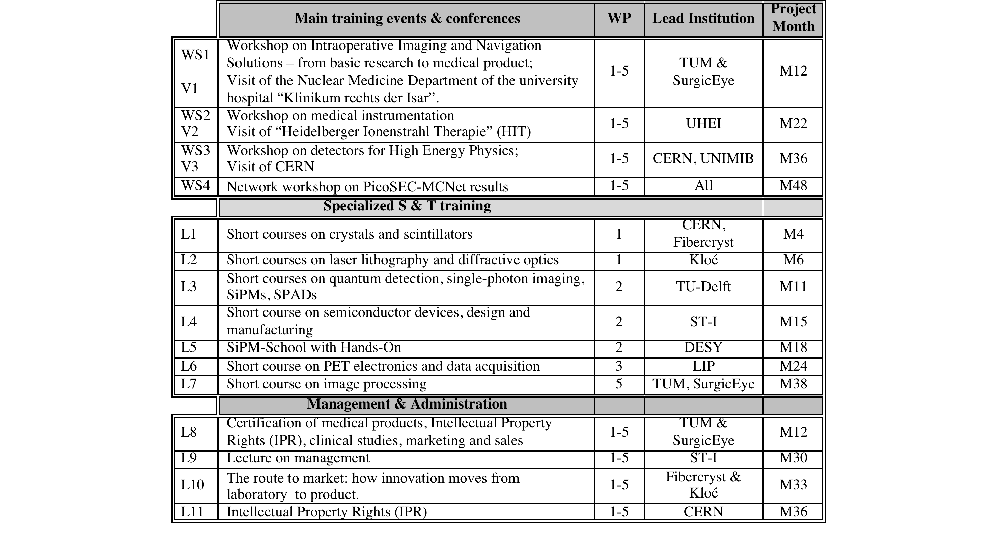 Main training events & conferences WP Lead Institution Project Month
WS1 Workshop on Intraoperative Imaging and Navigation
Solutions – from basic research to medical product;
V1 Visit of the Nuclear Medicine Department of the university
hospital “Klinikum rechts der Isar”.
1-5
TUM &
SurgicEye
M12
WS2 Workshop on medical instrumentation
V2 Visit of “Heidelberger Ionenstrahl Therapie” (HIT)
1-5 UHEI M22
WS3 Workshop on detectors for High Energy Physics;
V3 Visit of CERN
1-5 CERN, UNIMIB M36
WS4 Network workshop on PicoSEC-MCNet results 1-5 All M48
Specialized S & T training
L1 Short courses on crystals and scintillators 1
CERN,
Fibercryst
M4
L2 Short courses on laser lithography and diffractive optics 1 Kloé M6
L3 Short courses on quantum detection, single-photon imaging,
SiPMs, SPADs
2 TU-Delft M11
L4 Short course on semiconductor devices, design and
manufacturing
2 ST-I M15
L5 SiPM-School with Hands-On 2 DESY M18
L6 Short course on PET electronics and data acquisition 3 LIP M24
L7 Short course on image processing 5 TUM, SurgicEye M38
Management & Administration
L8 Certification of medical products, Intellectual Property
Rights (IPR), clinical studies, marketing and sales
1-5
TUM &
SurgicEye
M12
L9 Lecture on management 1-5 ST-I M30
L10 The route to market: how innovation moves from
laboratory  to product.
1-5
Fibercryst &
Kloé
M33
L11 Intellectual Property Rights (IPR) 1-5 CERN M36